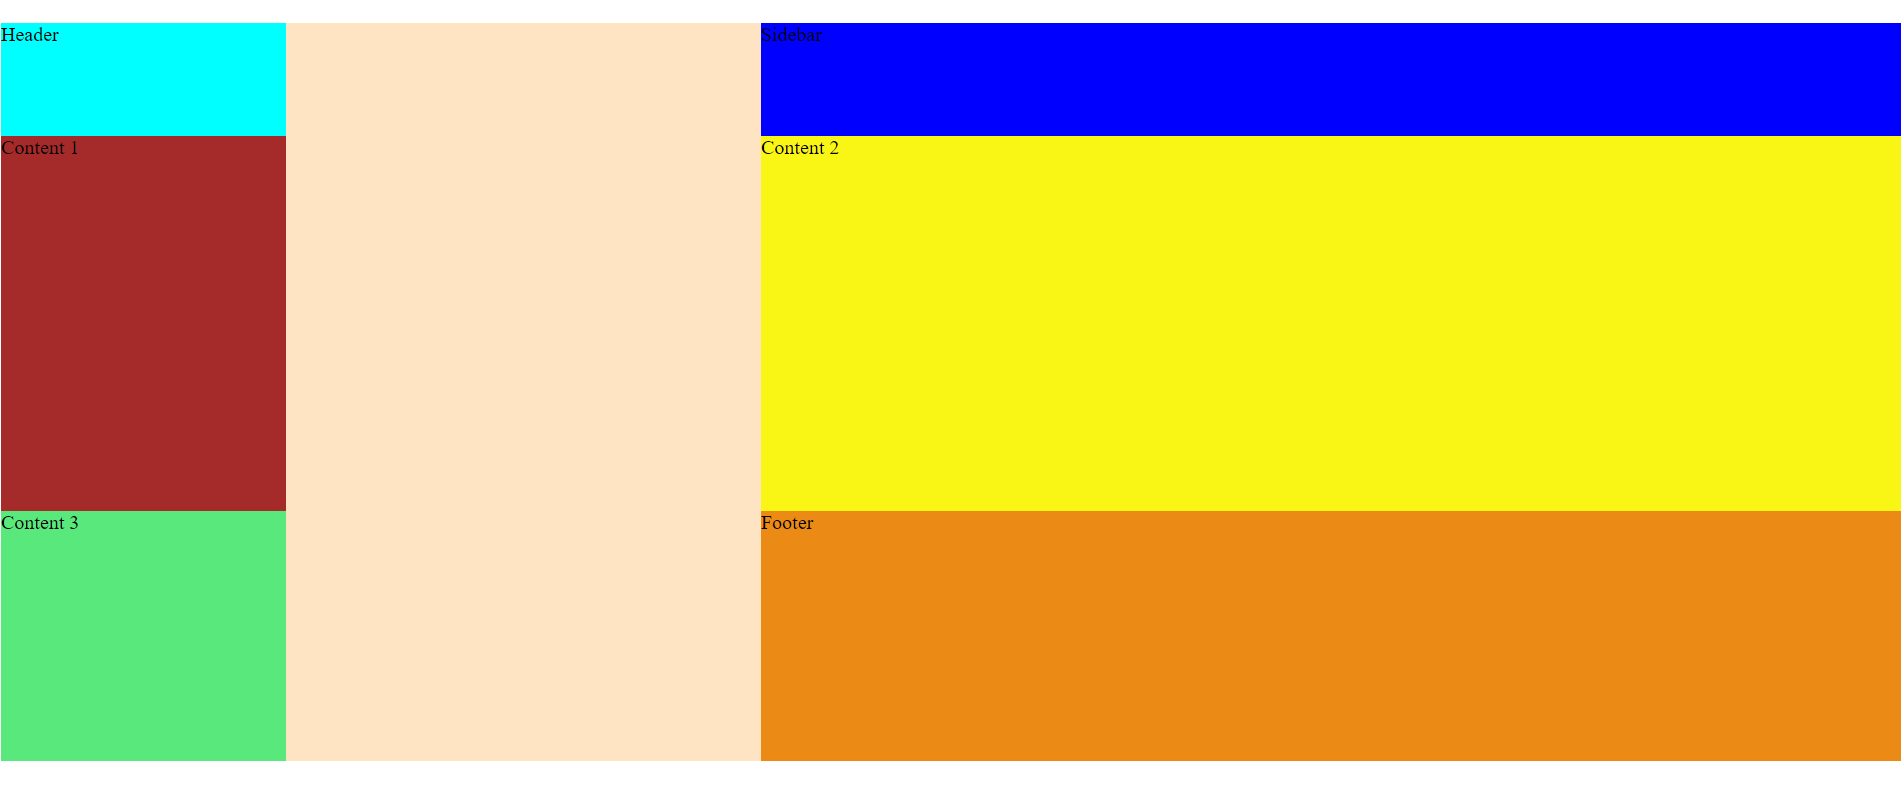 Header
Sidebar
Content 1
Content 2
Content 3
Footer